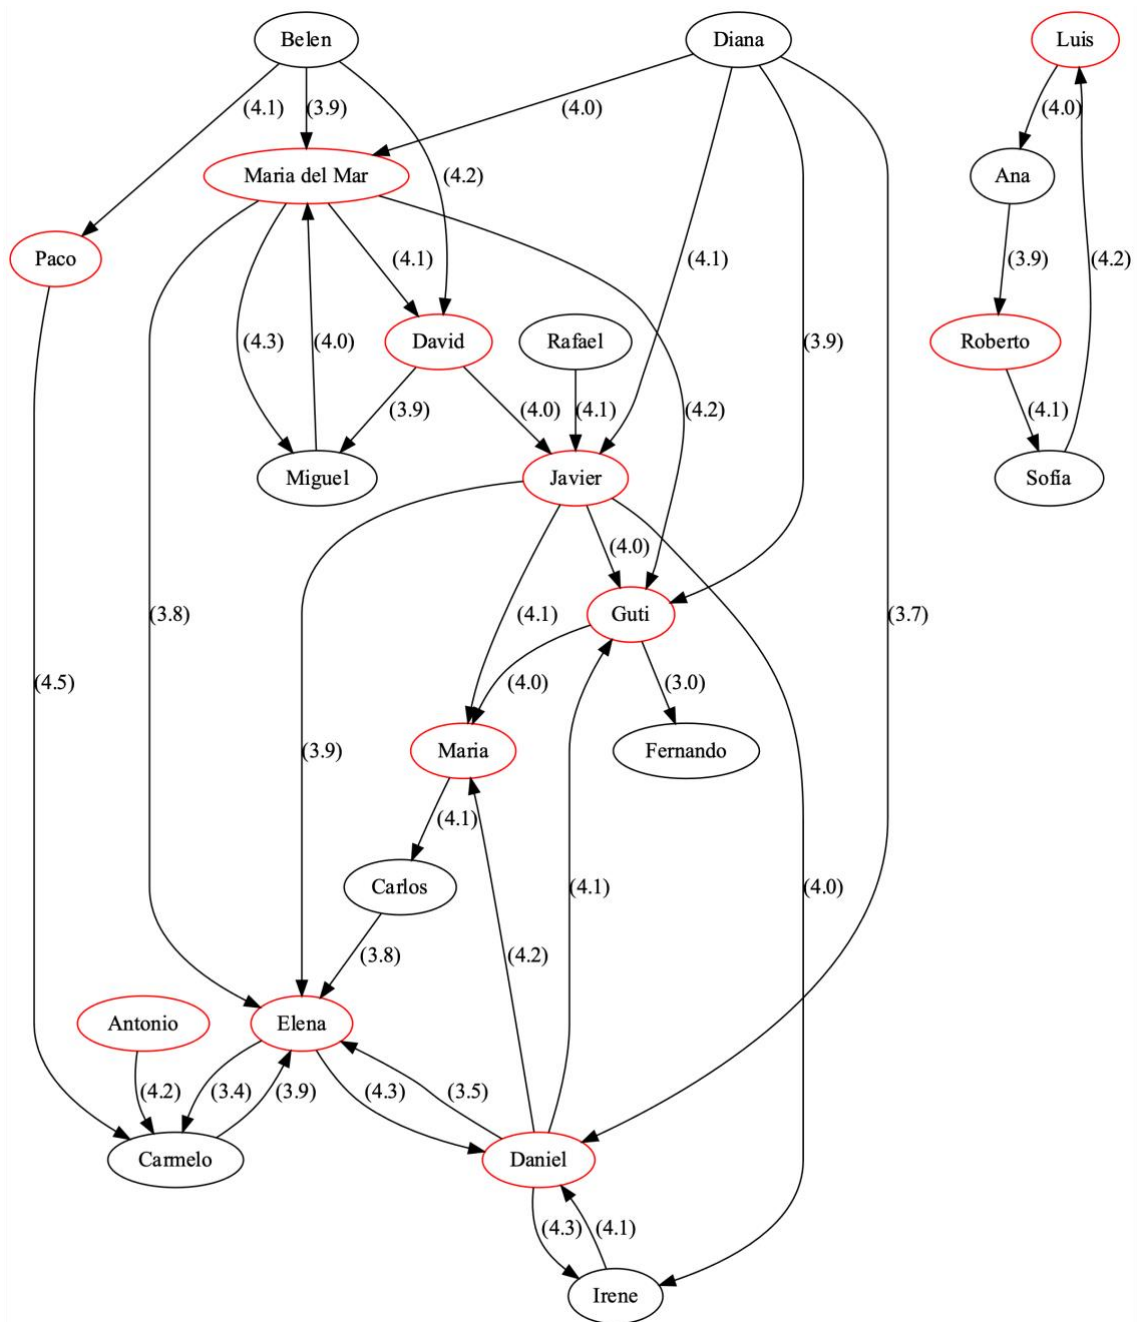 Belen
Diana
Luis
(4.1)
(3.9)
(4.0)
(4.0)
Maria del Mar
(4.2)
Ana
Paco
(4.1)
(4.1)
(3.9)
(4.2)
(4.3)
(4.0)
David
Rafael
(3.9)
Roberto
(3.9)
(4.0)
(4.1)
(4.2)
(4.1)
Miguel
Javier
Sofía
(4.0)
(3.8)
(4.1)
Guti
(3.7)
(4.5)
(4.0)
(3.0)
(3.9)
Maria
Fernando
(4.1)
Carlos
(4.1)
(4.0)
(3.8)
(4.2)
Antonio
Elena
(4.2)
(3.4)
(3.9)
(4.3)
(3.5)
Carmelo
Daniel
(4.3)
(4.1)
Irene